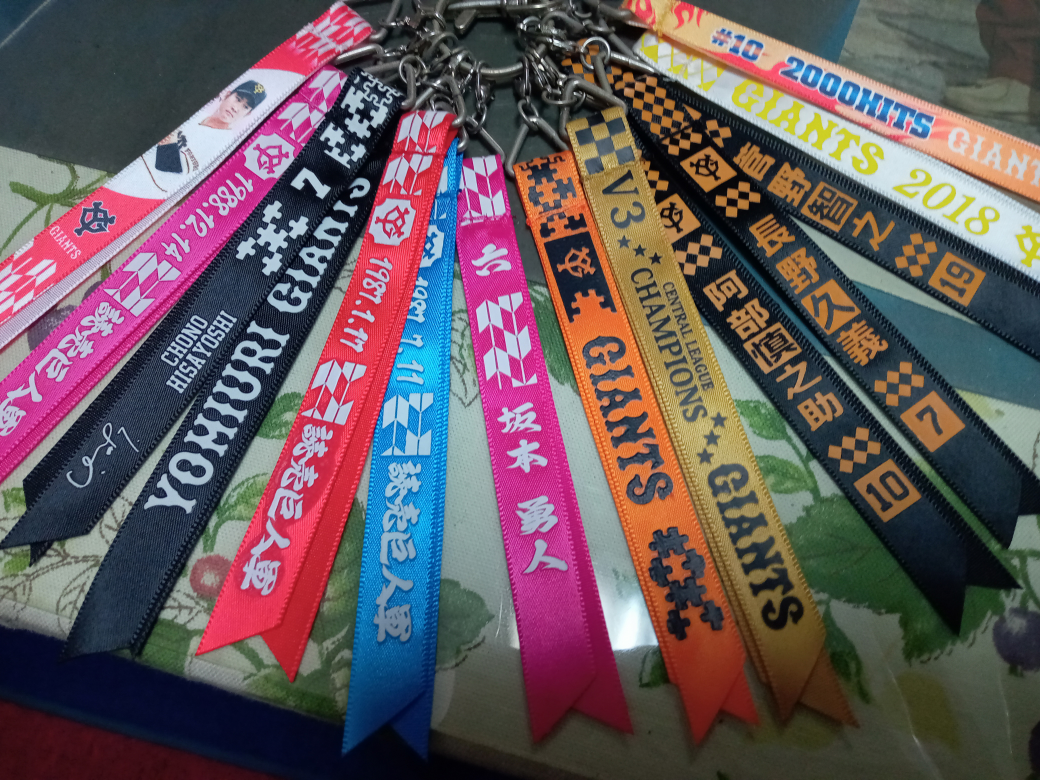 GIANTS
1988.12.14
読売巨人軍
7
CHONO
HISAYOSHI
YOMIURI GIANTS
1987.1.17
読売巨人軍
読売巨人軍
六
坂本 勇人
GIANTS
V3
CENTRAL LEAGUE
CHAMPIONS
GIANTS
阿部慎之助
10
長野久義
7
菅野智之
19
GIANTS 2018
#10 2000HITS GIANT